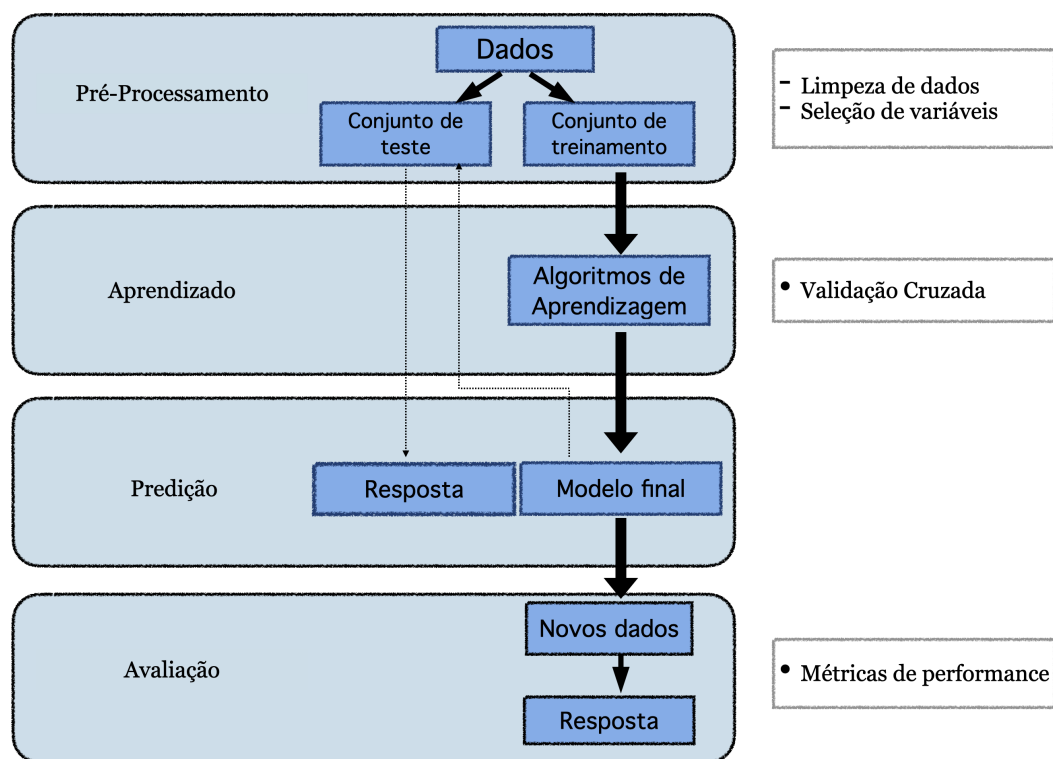 Dados
Pré-Processamento
Conjunto de
teste
Conjunto de
treinamento
- Limpeza de dados
- Seleção de variáveis
Aprendizado
Algoritmos de
Aprendizagem
• Validação Cruzada
Predição
Resposta
Modelo final
Avaliação
Novos dados
Resposta
• Métricas de performance